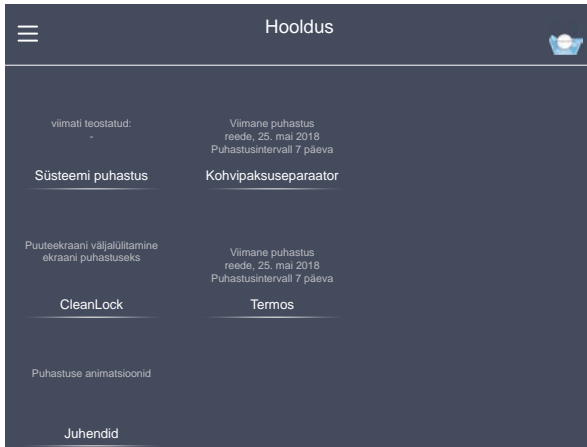 Hooldus
viimati teostatud:
-
Süsteemi puhastus
Viimane puhastus
reede, 25. mai 2018
Puhastusintervall 7 päeva
Kohvipaksuseparaator
Puuteekraani väljalülitamine
ekraani puhastuseks
CleanLock
Viimane puhastus
reede, 25. mai 2018
Puhastusintervall 7 päeva
Termos
Puhastuse animatsioonid
Juhendid